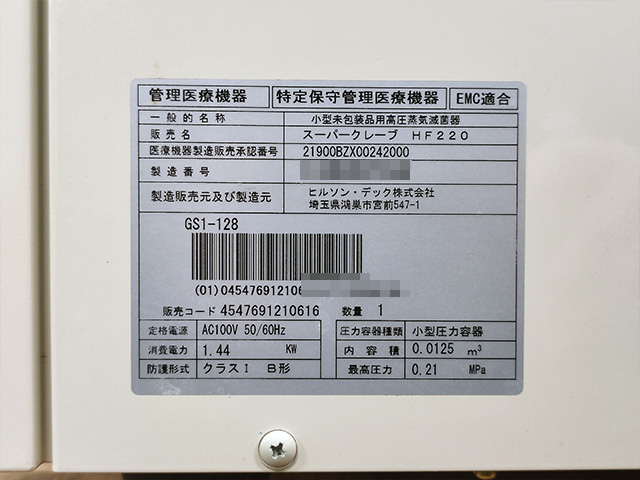 管理医療機器 特定保守管理医療機器 EMC適合
一般的名称 小型未包装品用高圧蒸気滅菌器
販売名 スーパークレーブ HF220
医療機器製造販売承認番号 21900BZX00242000
製造番号
製造販売元及び製造元 ヒルソン・デック株式会社
埼玉県鴻巣市宮前547-1
GS1-128
(01)045476912106
販売コード 4547691210616 数量 1
定格電源 AC100V 50/60Hz 圧力容器種類 小型圧力容器
消費電力 1.44 KW 内容積 0.0125 m³
防護形式 クラスI B形 最高圧力 0.21 MPa